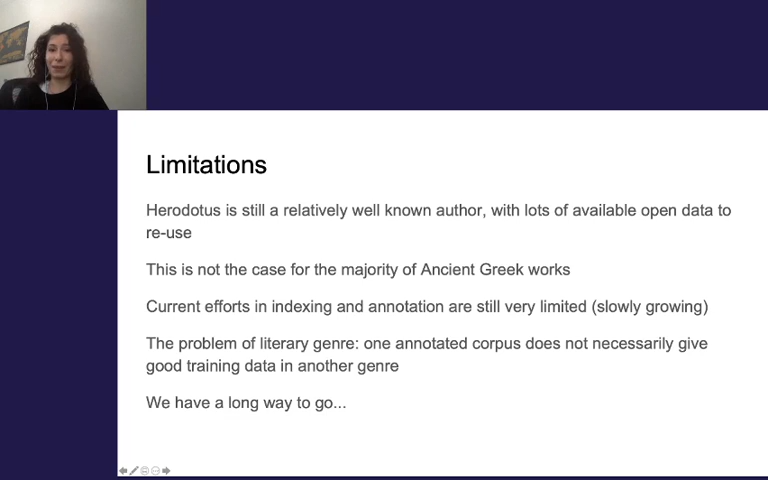 Limitations
Herodotus is still a relatively well known author, with lots of available open data to
re-use
This is not the case for the majority of Ancient Greek works
Current efforts in indexing and annotation are still very limited (slowly growing)
The problem of literary genre: one annotated corpus does not necessarily give
good training data in another genre
We have a long way to go...